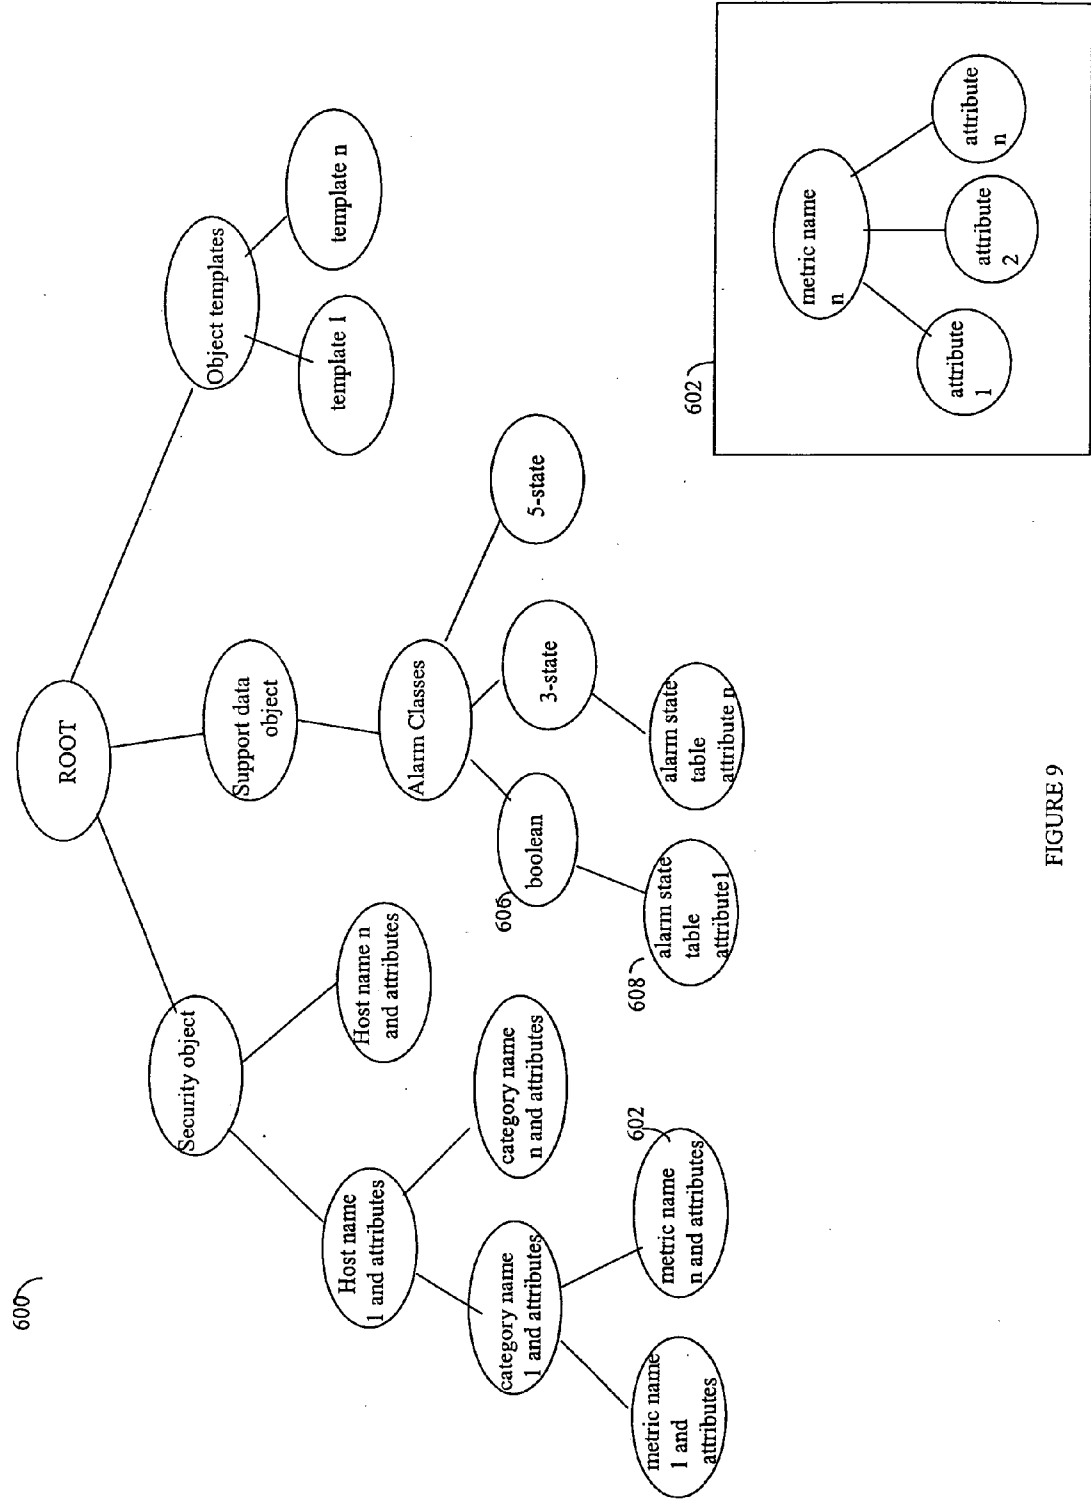 600
ROOT
Security object
Support data
object
Object templates
Host name
1 and attributes
Host name n
and attributes
Alarm Classes
template 1
template n
category name
1 and attributes
category name
n and attributes
606
boolean
3-state
5-state
metric name
1 and
attributes
602
metric name
n and attributes
608
alarm state
table
attribute1
alarm state
table
attribute n
602
metric name
n
attribute
1
attribute
2
attribute
n
FIGURE 9